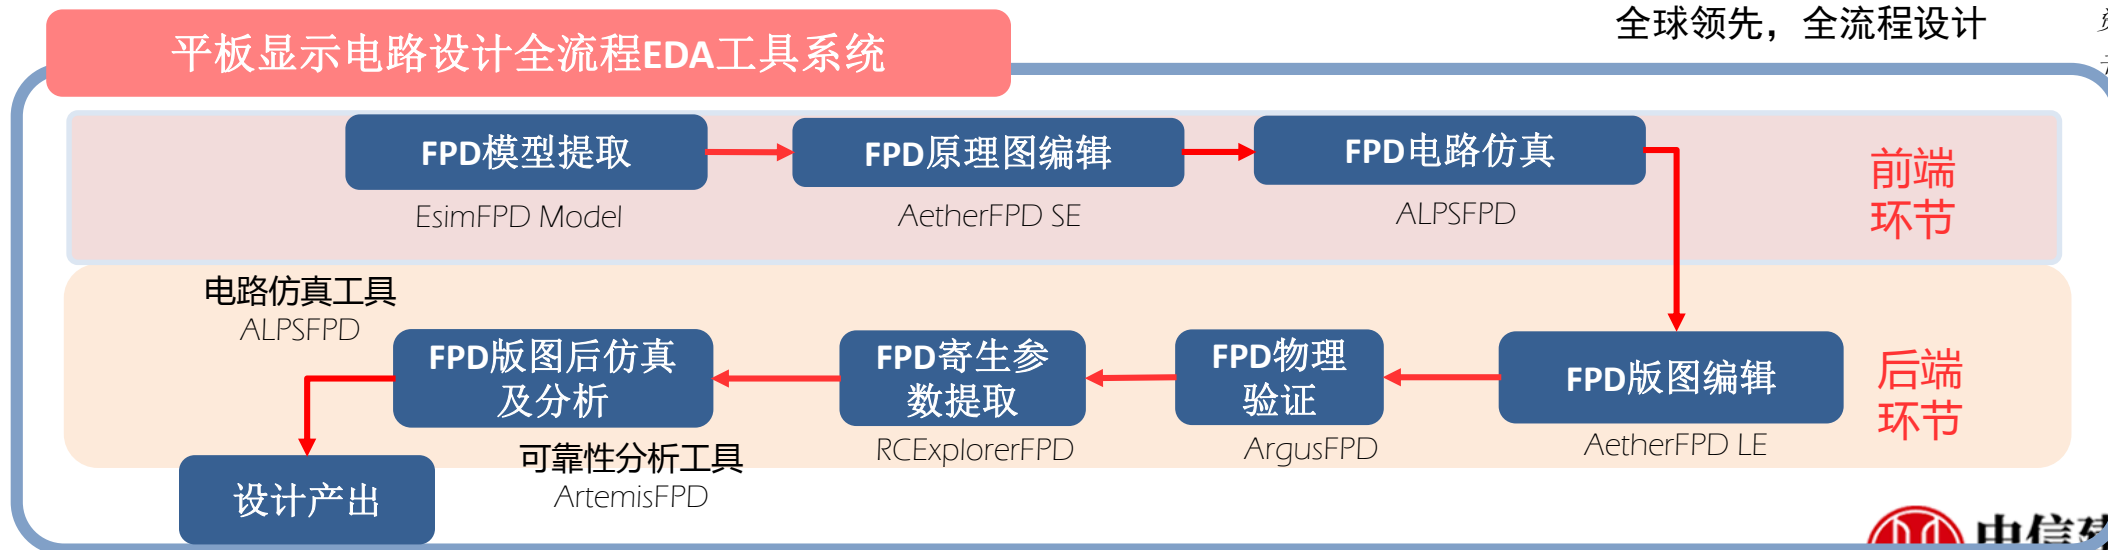 全球领先，全流程设计
平板显示电路设计全流程EDA工具系统
FPD模型提取
FPD原理图编辑
FPD电路仿真
EsimFPD Model
AetherFPD SE
ALPSFPD
前端
环节
电路仿真工具
ALPSFPD
FPD版图后仿真
及分析
FPD寄生参
数提取
FPD物理
验证
FPD版图编辑
后端
环节
可靠性分析工具
ArtemisFPD
RCExplorerFPD
ArgusFPD
AetherFPD LE
设计产出
中信建